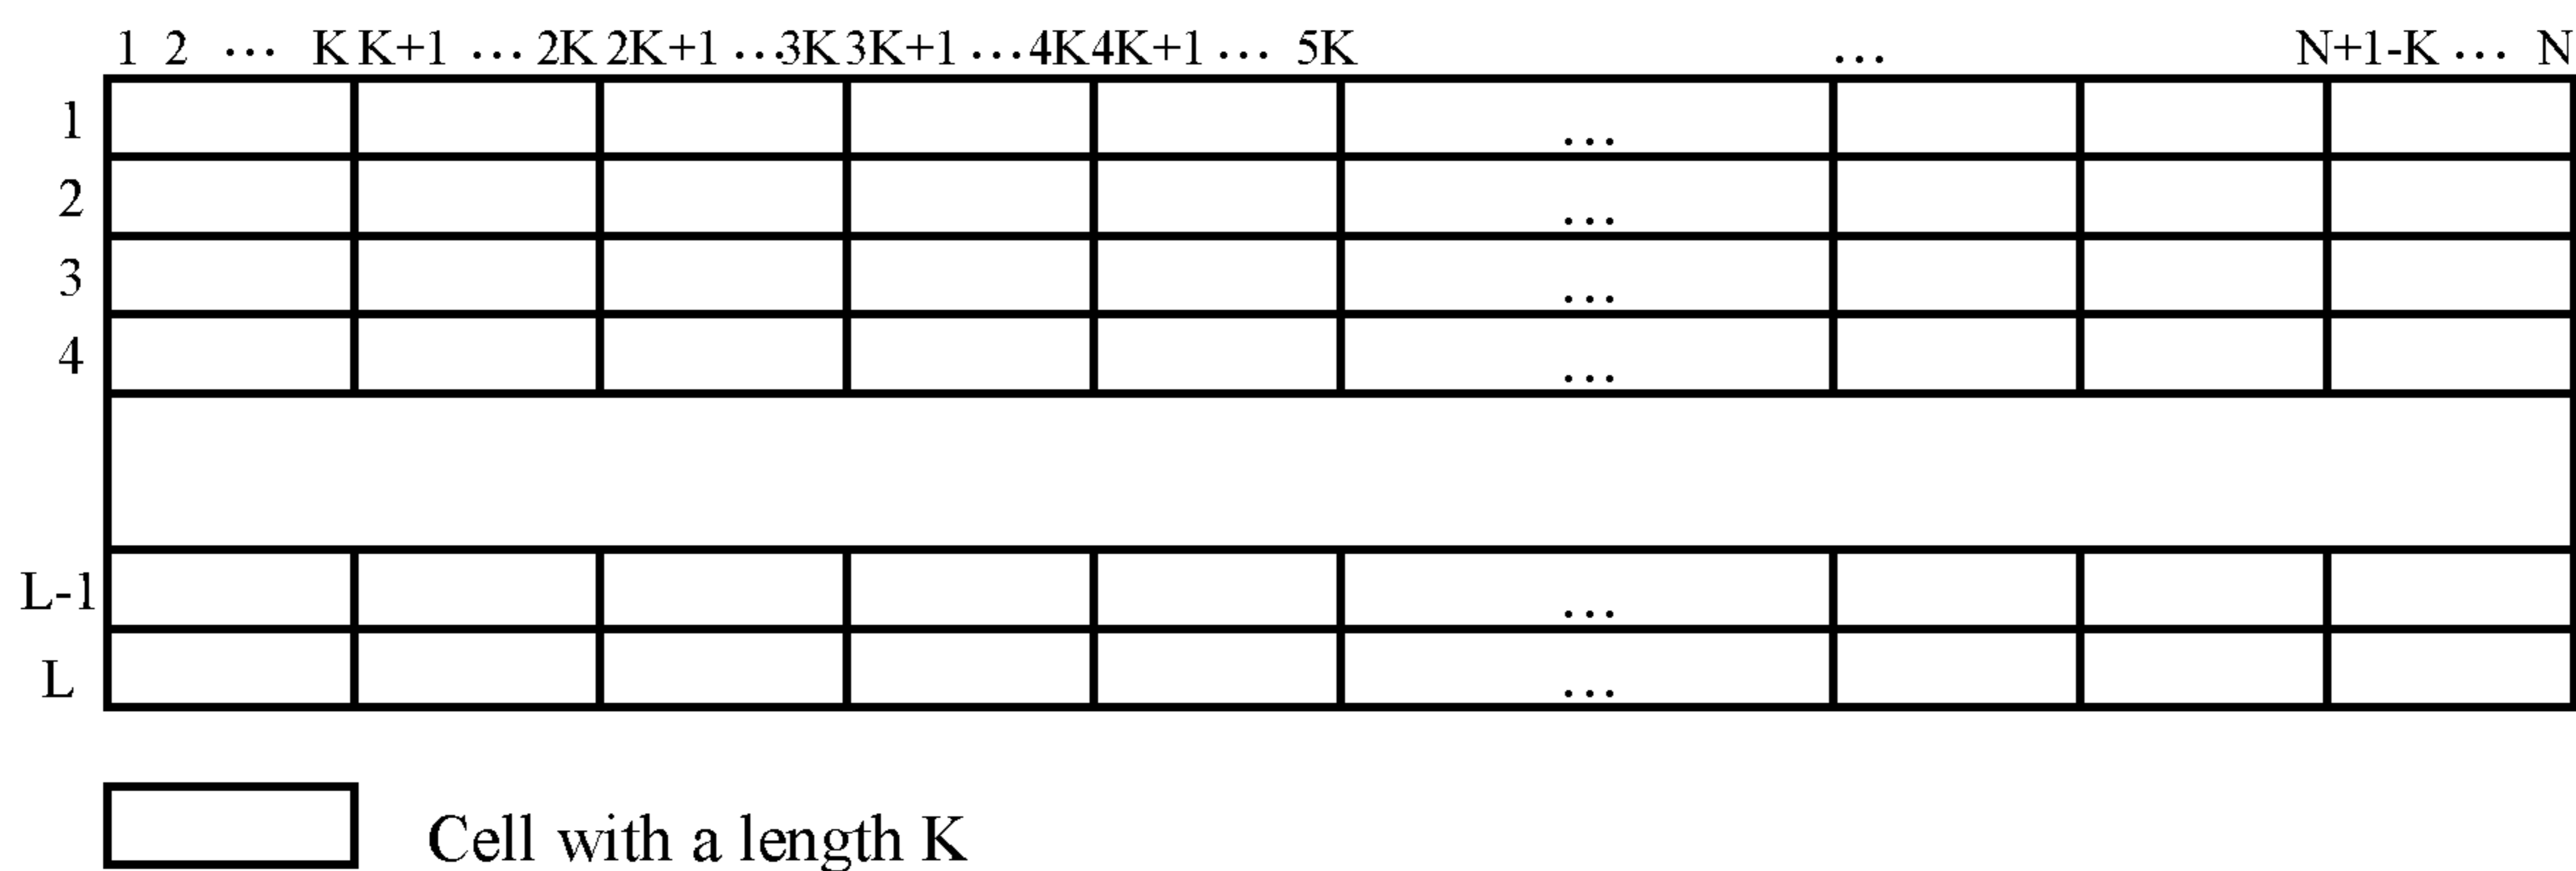 1 2 … K K+1 … 2K 2K+1 … 3K 3K+1 … 4K 4K+1 … 5K … N+1-K … N
1 …
2 …
3 …
4 …
L-1 …
L …
Cell with a length K